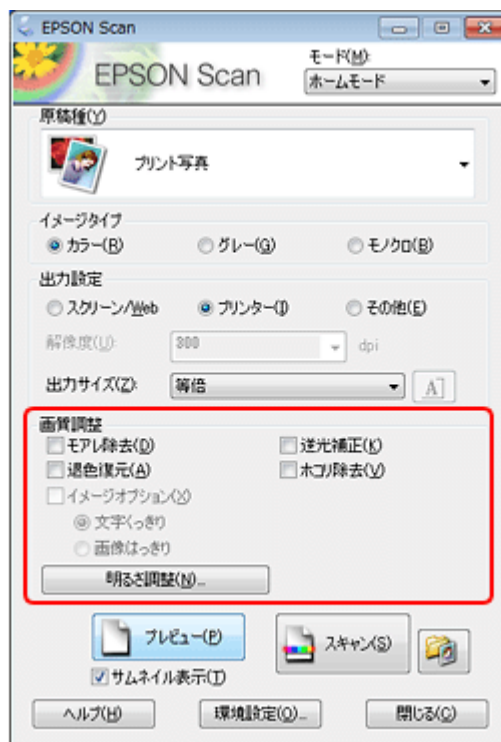 EPSON Scan
EPSON Scan
モード(M):
ホームモード
原稿種(Y)
プリント写真
イメージタイプ
カラー(R) グレー(G) モノクロ(B)
出力設定
スクリーン/Web プリンター(I) その他(E)
解像度(U): 300 dpi
出力サイズ(Z): 等倍 A
画質調整
モアレ除去(D) 逆光補正(K)
退色復元(A) ホコリ除去(V)
イメージオプション(X)
文字くっきり
画像はっきり
明るさ調整(N)...
プレビュー(P) スキャン(S)
サムネイル表示(T)
ヘルプ(H) 環境設定(O)... 閉じる(C)